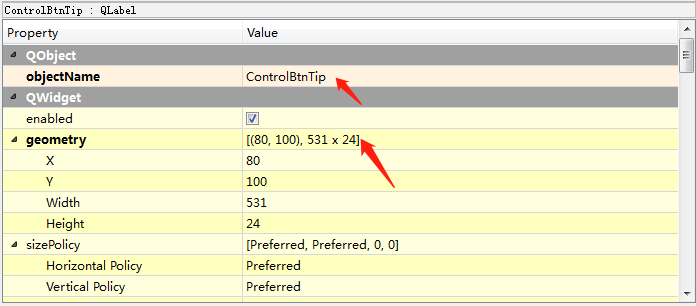 ControlBtnTip : QLabel
Property Value
QObject
objectName ControlBtnTip
QWidget
enabled
geometry [(80, 100), 531 x 24]
X 80
Y 100
Width 531
Height 24
sizePolicy [Preferred, Preferred, 0, 0]
Horizontal Policy Preferred
Vertical Policy Preferred